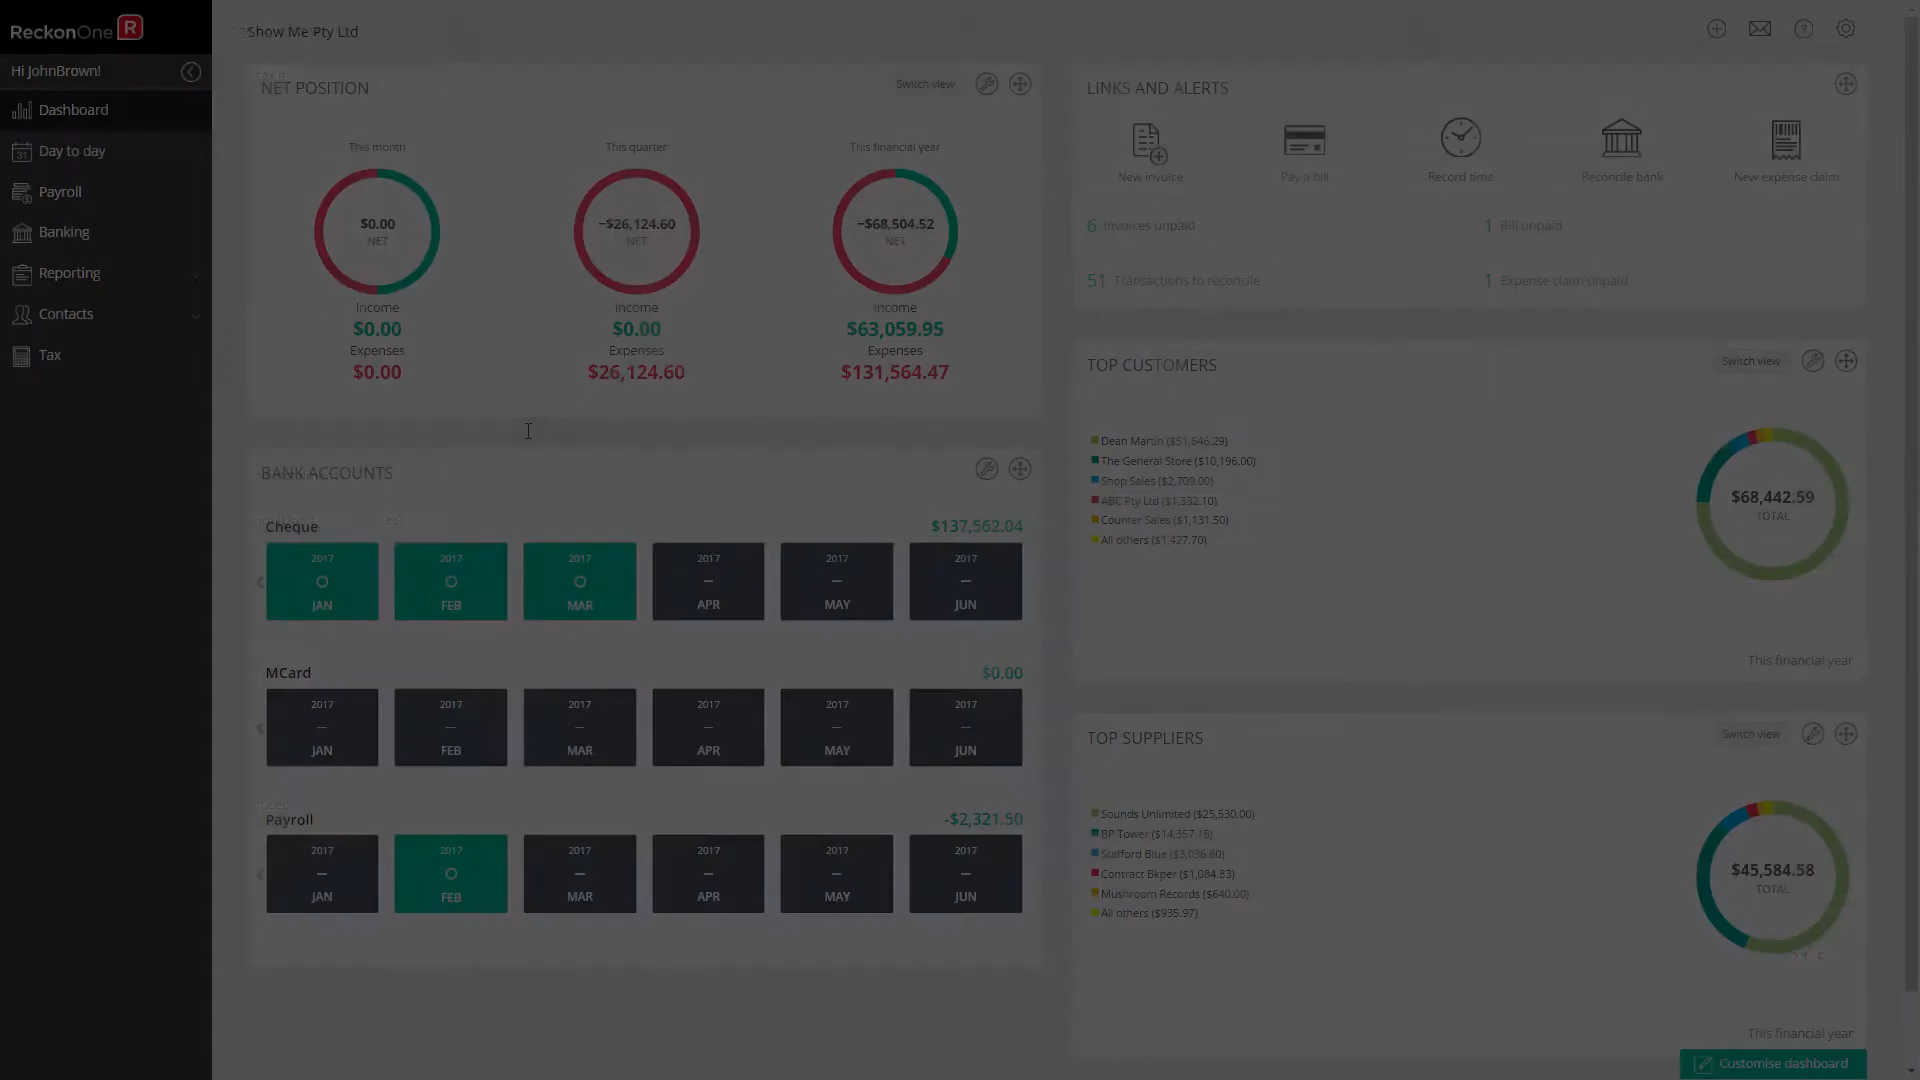 ReckonOne R
Hi JohnBrown!
Dashboard
Day to day
Payroll
Banking
Reporting
Contacts
Tax
Show Me Pty Ltd
NET POSITION
Switch view
This month
This quarter
This financial year
$0.00
NET
−$26,124.60
NET
−$68,504.52
NET
Income
$0.00
Expenses
$0.00
Income
$0.00
Expenses
$26,124.60
Income
$63,059.95
Expenses
$131,564.47
BANK ACCOUNTS
Cheque
$137,562.04
2017
JAN
2017
FEB
2017
MAR
2017
APR
2017
MAY
2017
JUN
MCard
$0.00
2017
JAN
2017
FEB
2017
MAR
2017
APR
2017
MAY
2017
JUN
Payroll
-$2,321.50
2017
JAN
2017
FEB
2017
MAR
2017
APR
2017
MAY
2017
JUN
LINKS AND ALERTS
New invoice
Pay a bill
Record time
Reconcile bank
New expense claim
6 Invoices unpaid
1 Bill unpaid
51 Transactions to reconcile
1 Expense claim unpaid
TOP CUSTOMERS
Switch view
Dean Martin ($51,646.29)
The General Store ($10,196.00)
Shop Sales ($2,709.00)
ABC Pty Ltd ($1,332.10)
Counter Sales ($1,131.50)
All others ($1,427.70)
$68,442.59
TOTAL
This financial year
TOP SUPPLIERS
Switch view
Sounds Unlimited ($25,530.00)
BP Tower ($14,357.18)
Stafford Blue ($3,036.60)
Contract Bkper ($1,084.83)
Mushroom Records ($640.00)
All others ($935.97)
$45,584.58
TOTAL
This financial year
Customise dashboard